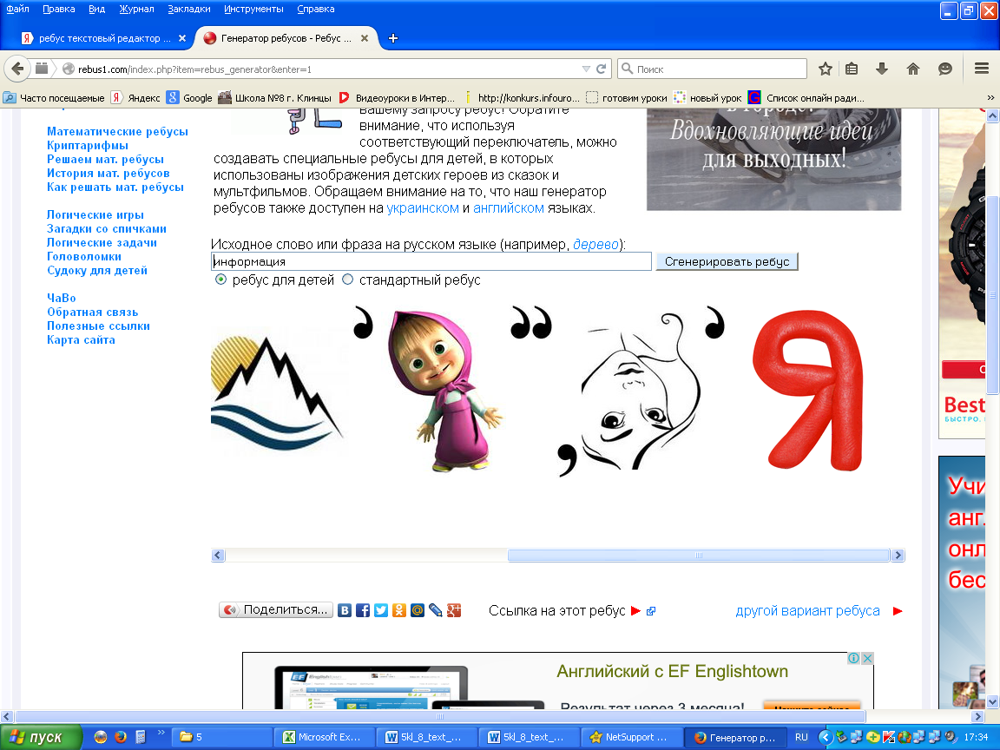 Файл Правка Вид Журнал Закладки Инструменты Справка
ребус текстовый редактор ...
Генератор ребусов - Ребус ...
rebus1.com/index.php?item=rebus_generator&enter=1
Поиск
Часто посещаемые Яндекс Google Школа №8 г. Клинцы Видеоуроки в Интер... http://konkurs.infouro... готовим уроки новый урок Список онлайн ради...
Математические ребусы
Криптарифмы
Решаем мат. ребусы
История мат. ребусов
Как решать мат. ребусы
Логические игры
Загадки со спичками
Логические задачи
Головоломки
Судоку для детей
ЧаВо
Обратная связь
Полезные ссылки
Карта сайта
вашему запросу ребус! Обратите
внимание, что используя
соответствующий переключатель, можно
создавать специальные ребусы для детей, в которых
использованы изображения детских героев из сказок и
мультфильмов. Обращаем внимание на то, что наш генератор
ребусов также доступен на украинском и английском языках.
в городе!
Вдохновляющие идеи
для выходных!
Исходное слово или фраза на русском языке (например, дерево):
информация
Сгенерировать ребус
ребус для детей стандартный ребус
, ,, , ,
Я
Поделиться...
Ссылка на этот ребус
другой вариант ребуса
Best
БЫСТРО.
Учи
анг
онл
бес
EF
Английский с EF Englishtown
Результат через 3 месяца!
пуск
5
Microsoft Ex...
5kl_8_text_...
5kl_8_text_...
NetSupport ...
Генератор р...
RU
17:34